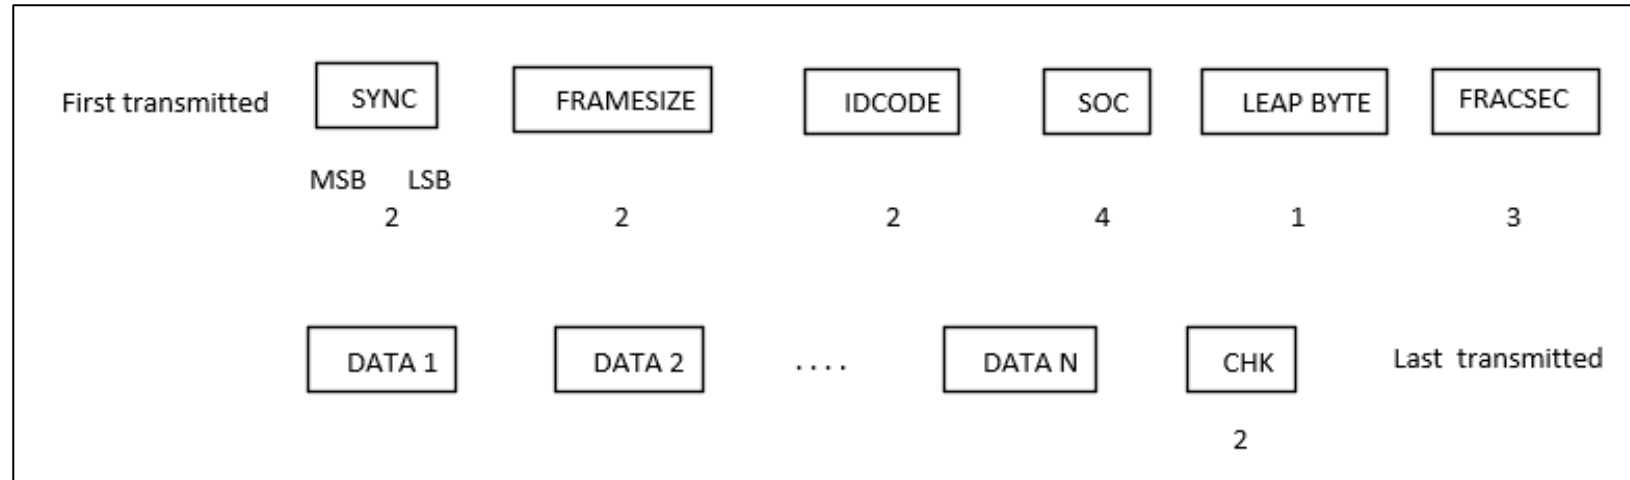 First transmitted SYNC FRAMESIZE IDCODE SOC LEAP BYTE FRACSEC
MSB LSB
2 2 2 4 1 3
DATA 1 DATA 2 .... DATA N CHK Last transmitted
2